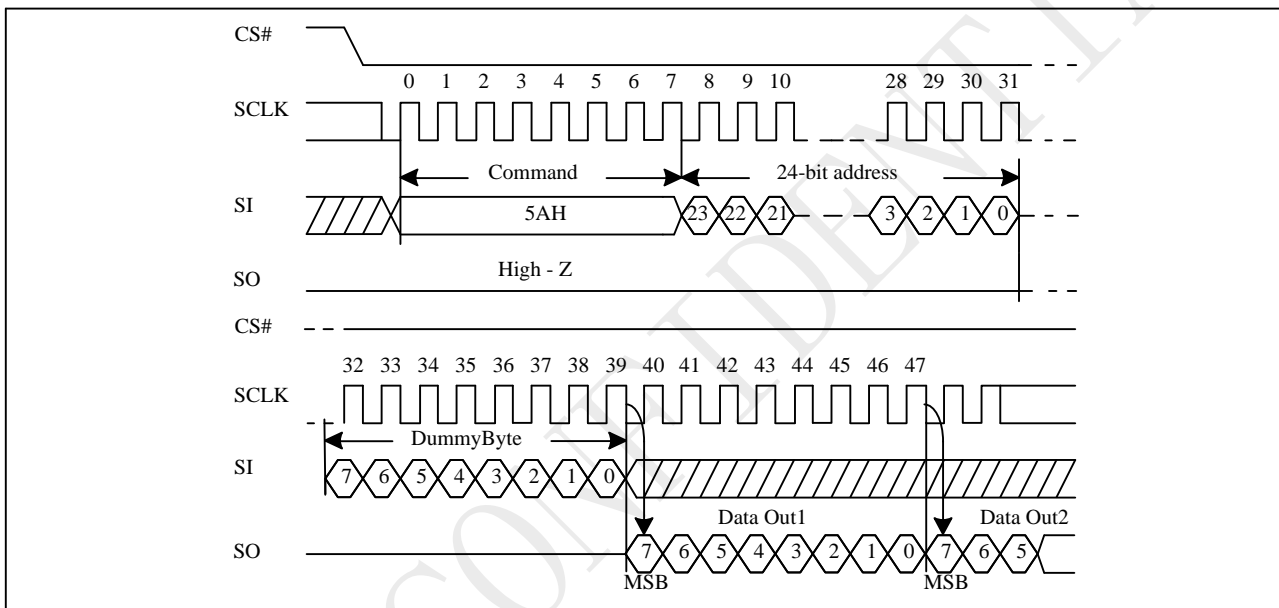 CS#
0 1 2 3 4 5 6 7 8 9 10 28 29 30 31
SCLK
Command 24-bit address
SI 5AH 23 22 21 3 2 1 0
High - Z
SO
CS#
32 33 34 35 36 37 38 39 40 41 42 43 44 45 46 47
SCLK
DummyByte
SI 7 6 5 4 3 2 1 0
Data Out1 Data Out2
SO 7 6 5 4 3 2 1 0 7 6 5
MSB MSB
CONFIDENTI